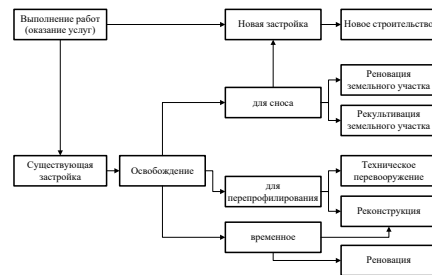 Выполнение работ
(оказание услуг)
Новая застройка
Новое строительство
Реновация
земельного участка
для сноса
Рекультивация
земельного участка
Существующая
застройка
Освобождение
для
перепрофилирования
Техническое
перевооружение
Реконструкция
временное
Реновация